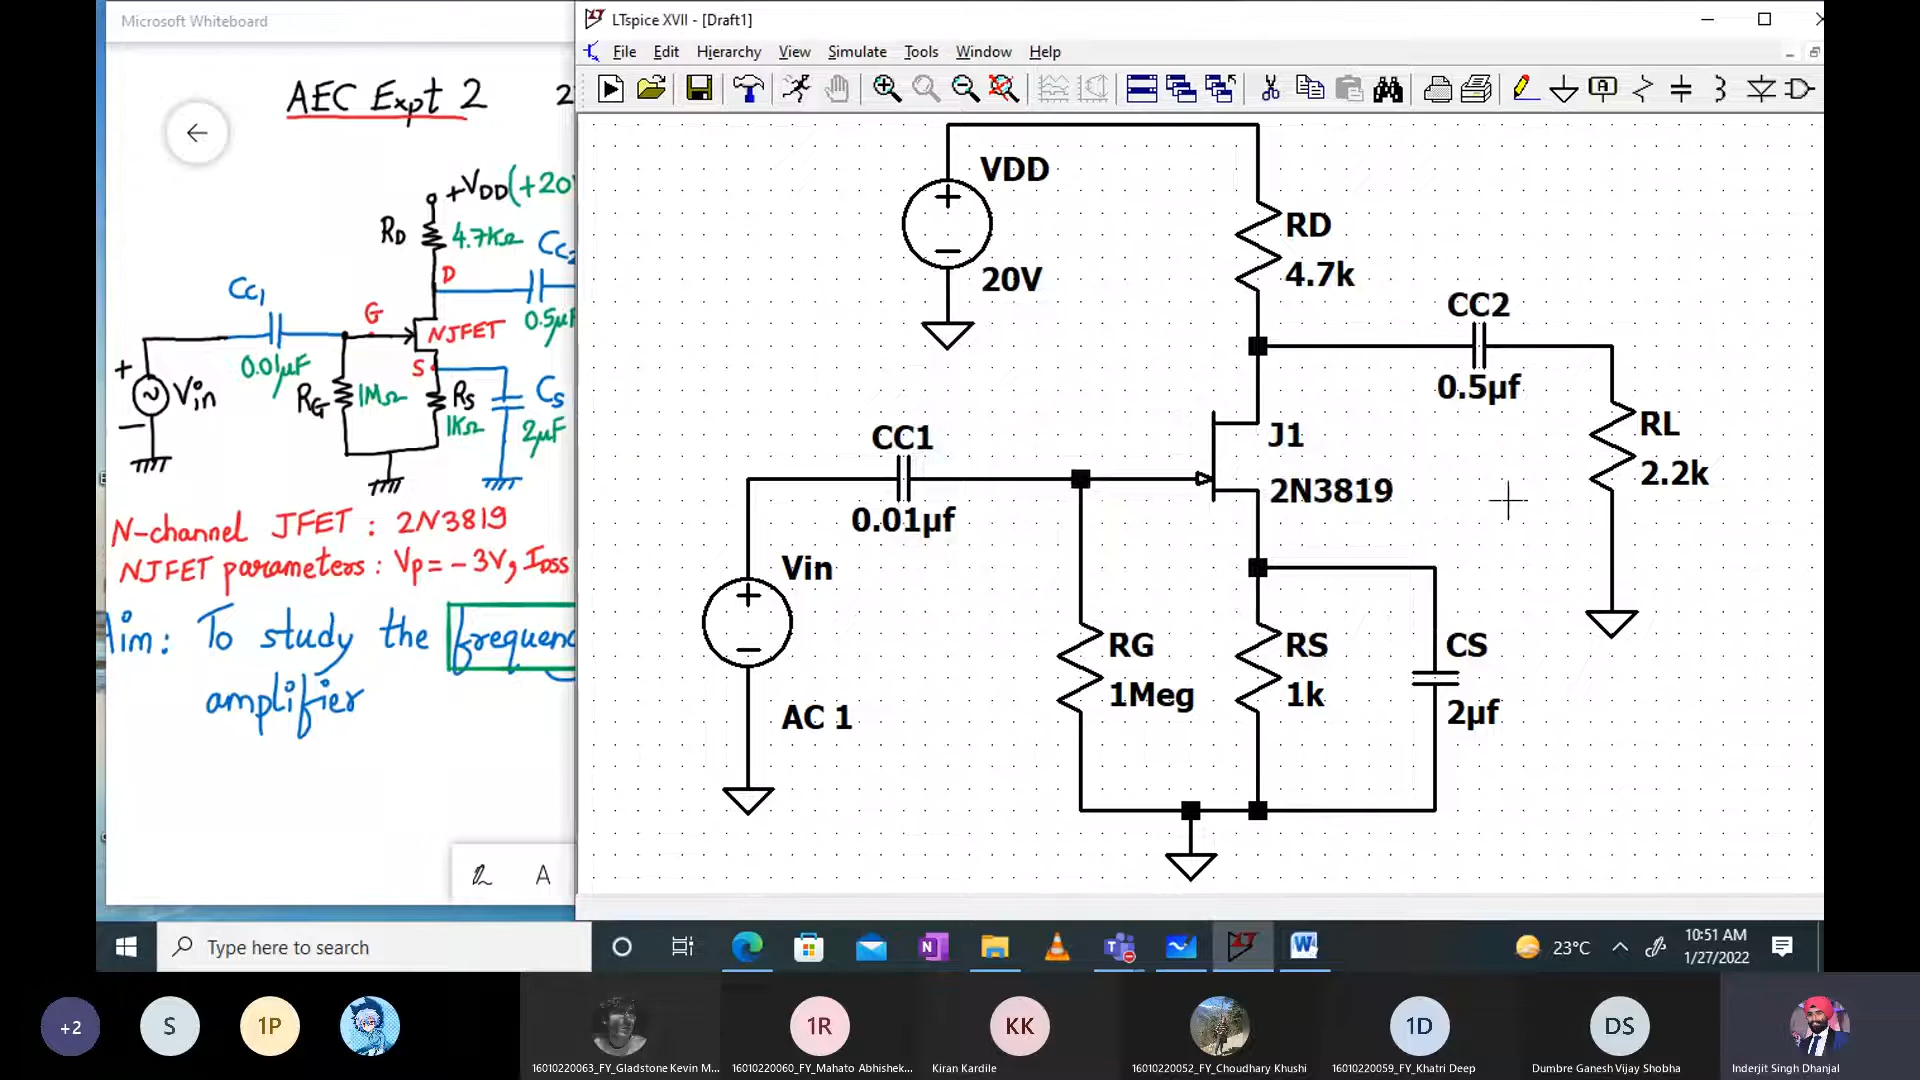 Microsoft Whiteboard
AEC Expt 2
2
+VDD(+20V
RD
4.7KΩ
CC2
D
CC1
G
NJFET
0.5μF
+
Vin
0.01μF
S
RG
1MΩ
RS
1KΩ
CS
2μF
N-channel JFET : 2N3819
NJFET parameters : Vp = -3V, IDSS
Aim: To study the frequenc
amplifier
A
LTspice XVII - [Draft1]
File Edit Hierarchy View Simulate Tools Window Help
VDD
20V
RD
4.7k
CC2
0.5µf
J1
2N3819
RL
2.2k
CC1
0.01µf
Vin
AC 1
RG
1Meg
RS
1k
CS
2µf
Type here to search
23°C
10:51 AM
1/27/2022
+2
S
1P
1R
KK
1D
DS
16010220063_FY_Gladstone Kevin M...
16010220060_FY_Mahato Abhishek...
Kiran Kardile
16010220052_FY_Choudhary Khushi
16010220059_FY_Khatri Deep
Dumbre Ganesh Vijay Shobha
Inderjit Singh Dhanjal